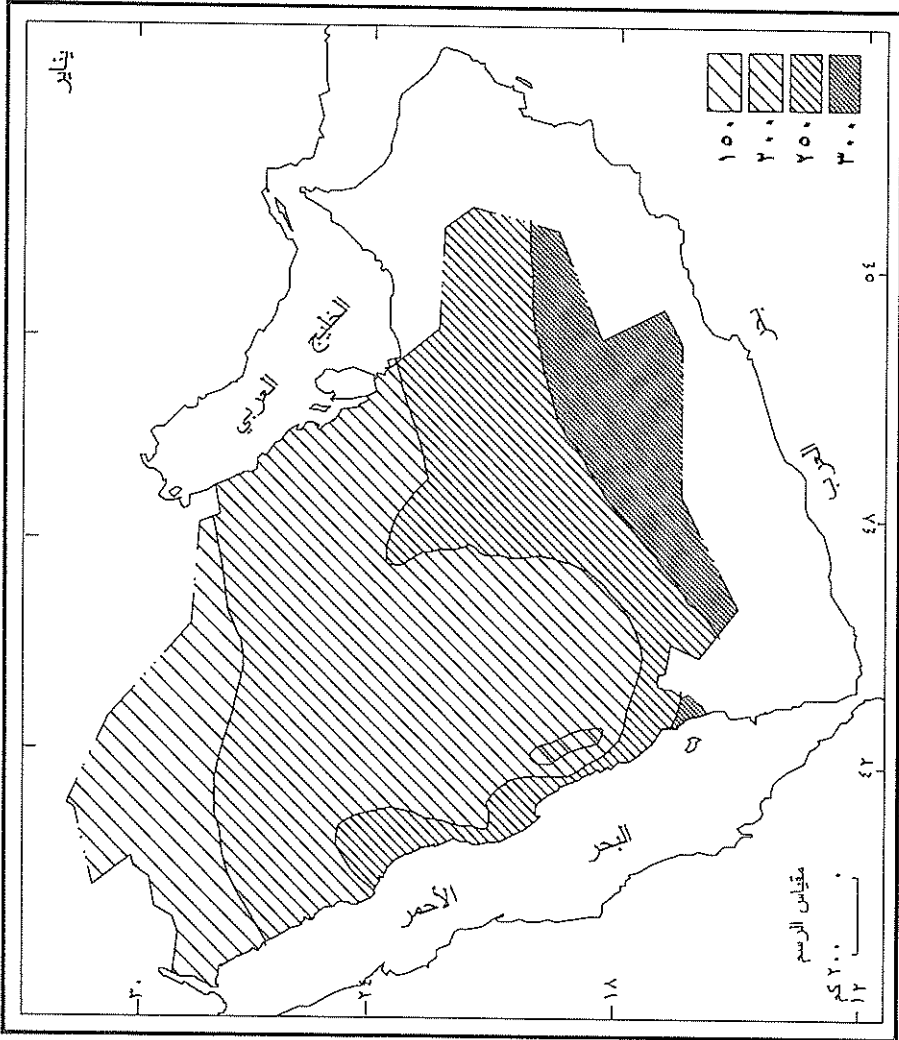 يناير
١٥٠
٢٠٠
٢٥٠
٣٠٠
الخليج
العربي
بحر
العرب
البحر
الأحمر
مقياس الرسم
٠ ٢٠٠ كم
٣٠
٢٤
١٨
١٢
٤٢
٤٨
٥٤